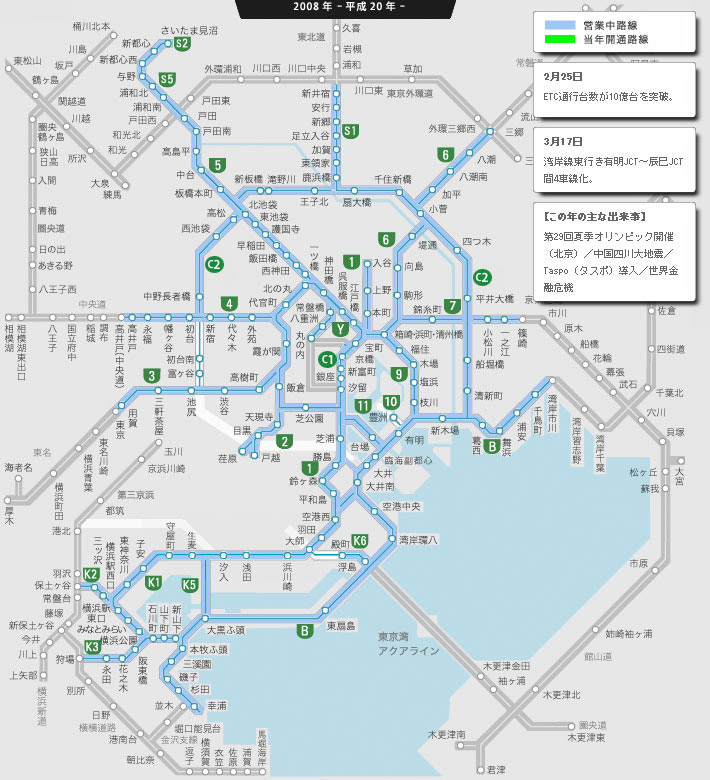 2008年 －平成20年－
営業中路線
当年開通路線
2月25日
ETC通行台数が10億台を突破。
3月17日
湾岸線東行き有明JCT～辰巳JCT
間4車線化。
【この年の主な出来事】
第29回夏季オリンピック開催
（北京）／中国四川大地震／
Taspo（タスポ）導入／世界金
融危機
桶川北本
さいたま見沼
S2
新都心
新都心西
与野
S5
浦和北
浦和南
戸田西
戸田東
戸田
戸田南
川島
坂戸
東松山
鶴ヶ島
関越道
川越
所沢
大泉
練馬
和光北
和光
外環浦和
川口西
川口中央
東北道
久喜
岩槻
浦和
川口東
草加
東京外環道
外環三郷西
三郷
常磐道
流山
新井宿
安行
新郷
足立入谷
加賀
東領家
鹿浜橋
S1
圏央
鶴ヶ島
狭山
日高
入間
青梅
圏央道
日の出
あきる野
八王子西
高島平
5
中台
板橋本町
新板橋
滝野川
王子北
扇大橋
千住新橋
6
八潮
八潮南
加平
小菅
堤通
四つ木
高松
西池袋
北池袋
東池袋
護国寺
早稲田
飯田橋
西神田
一ツ橋
神田橋
呉服橋
江戸橋
1
入谷
上野
本町
6
向島
駒形
錦糸町
7
C2
平井大橋
C2
中野長者橋
4
北の丸
代官町
常盤橋
八重洲
丸の内
Y
霞が関
C1
銀座
宝町
京橋
新富町
汐留
箱崎・浜町・清洲橋
福住
木場
塩浜
枝川
9
小松川
一之江
篠崎
船堀橋
清新町
市川
原木
船橋
花輪
幕張
武石
千葉北
穴川
貝塚
佐倉
四街道
大宮
松ヶ丘
蘇我
市原
姉崎袖ヶ浦
館山道
中央道
相模湖
相模湖東出口
八王子
国立府中
稲城
調布
高井戸(中央道)
高井戸
永福
幡ヶ谷
初台
新宿
代々木
外苑
初台南
富ヶ谷
3
高樹町
東京
用賀
三軒茶屋
池尻
渋谷
飯倉
天現寺
目黒
荏原
戸越
2
芝公園
芝浦
11
10
豊洲
台場
有明
臨海副都心
新木場
葛西
舞浜
浦安
千鳥町
湾岸市川
湾岸習志野
湾岸千葉
B
1
勝島
鈴ヶ森
平和島
空港西
羽田
大師
大井
大井南
空港中央
湾岸環八
東名
東名川崎
横浜青葉
横浜町田
海老名
厚木
玉川
京浜川崎
第三京浜
都筑
港北
羽沢
保土ヶ谷
常盤台
藤塚
新保土ヶ谷
今井
川上
上矢部
横浜新道
狩場
三ッ沢
横浜駅西口
東神奈川
子安
守屋町
生麦
K2
K1
K5
汐入
浅田
浜川崎
殿町
K6
浮島
横浜駅
東口
みなとみらい
横浜公園
石川町
山下町
新山下
K3
永田
花之木
阪東橋
大黒ふ頭
B
東扇島
本牧ふ頭
三溪園
磯子
杉田
幸浦
並木
堀口能見台
金沢支線
別所
日野
横横道路
港南台
朝比奈
逗子
横須賀
衣笠
佐原
浦賀
馬堀海岸
東京湾
アクアライン
木更津金田
袖ヶ浦
木更津北
圏央道
木更津東
木更津南
君津